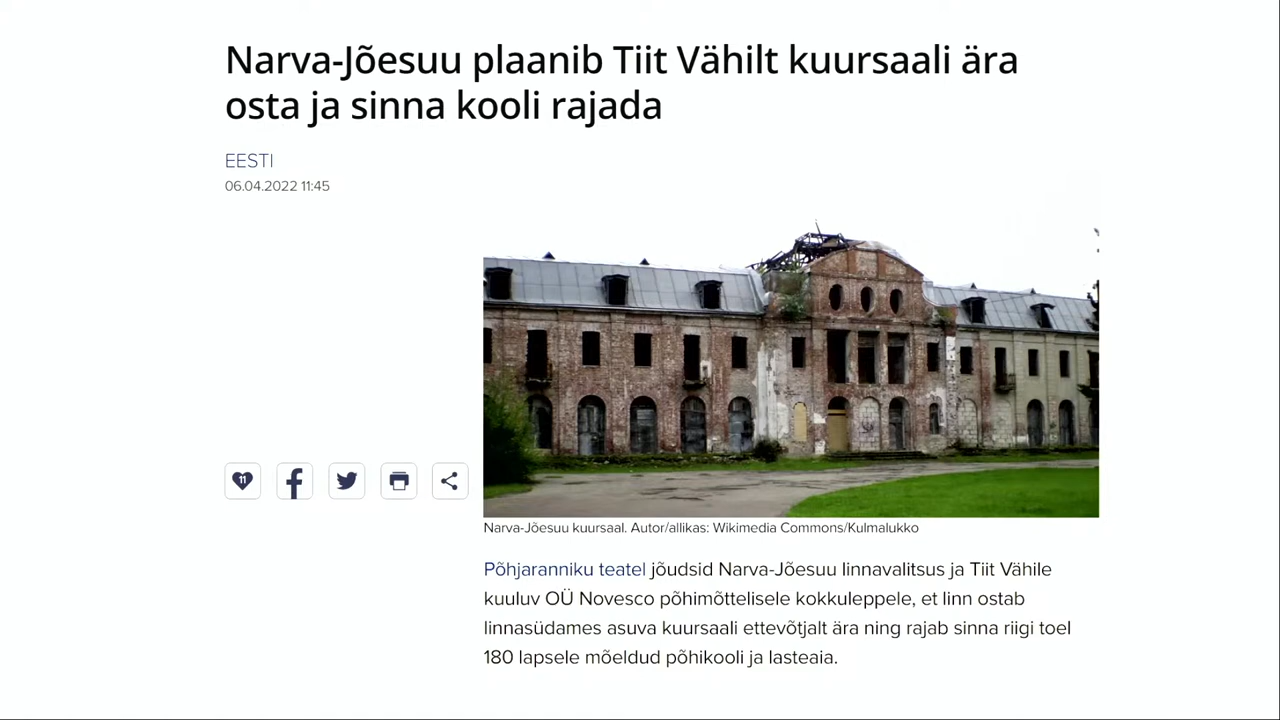 Narva-Jõesuu plaanib Tiit Vähilt kuursaali ära
osta ja sinna kooli rajada
EESTI
06.04.2022 11:45
11
Narva-Jõesuu kuursaal. Autor/allikas: Wikimedia Commons/Kulmalukko
Põhjaranniku teatel jõudsid Narva-Jõesuu linnavalitsus ja Tiit Vähile
kuuluv OÜ Novesco põhimõttelisele kokkuleppele, et linn ostab
linnasüdames asuva kuursaali ettevõtjalt ära ning rajab sinna riigi toel
180 lapsele mõeldud põhikooli ja lasteaia.